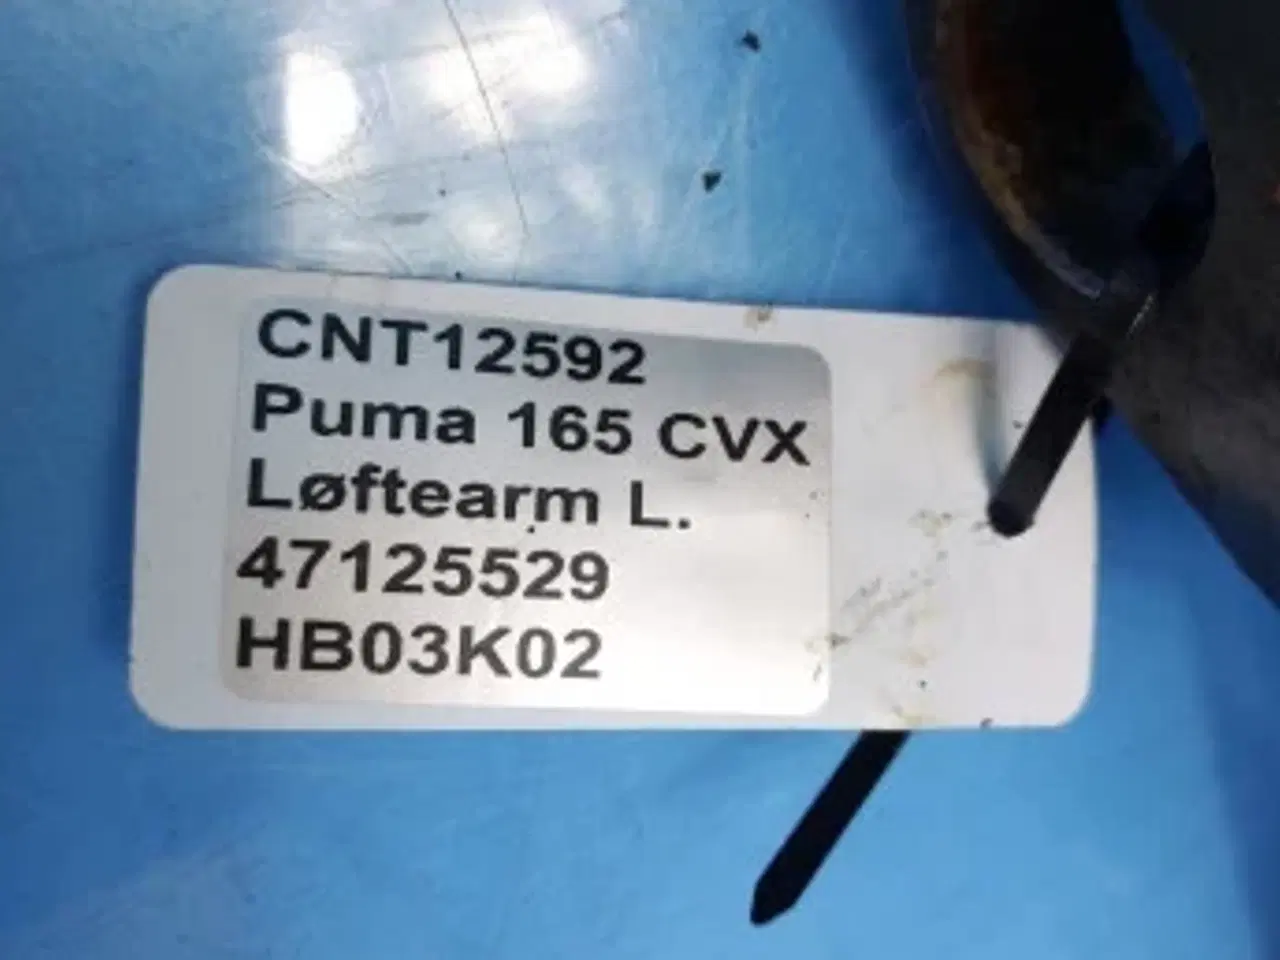 CNT12592
Puma 165 CVX
Løftearm L.
47125529
HB03K02